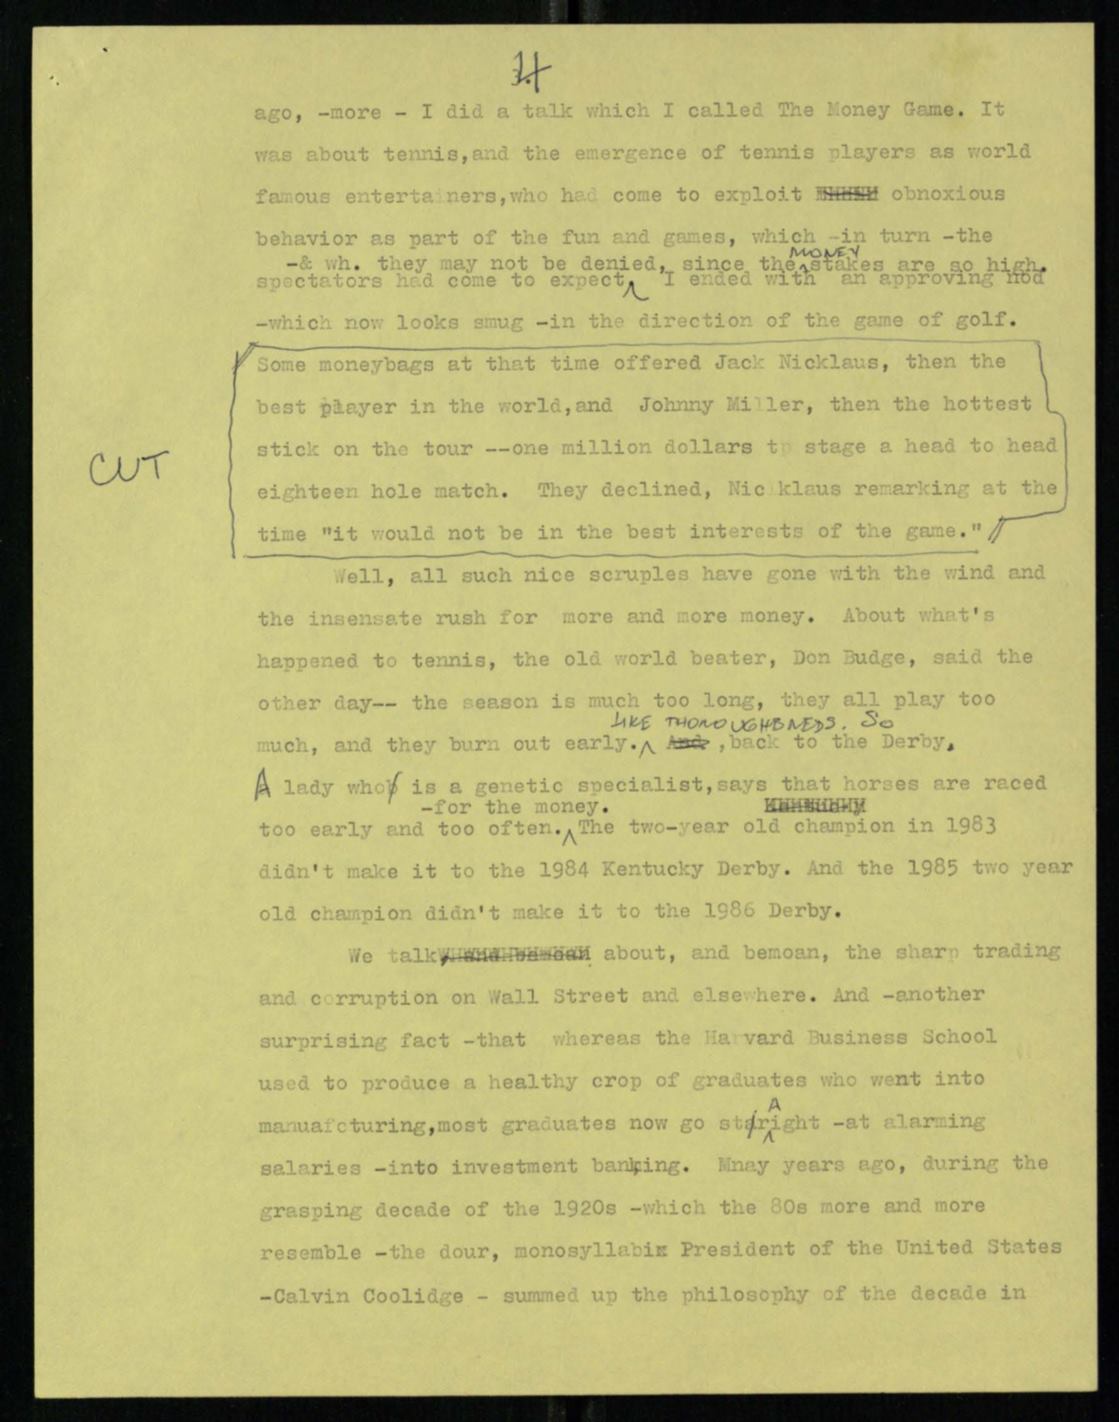 4
ago, -more - I did a talk which I called The Money Game. It
was about tennis,and the emergence of tennis players as world
famous entertainers,who had come to exploit obnoxious
behavior as part of the fun and games, which -in turn -the
MONEY
-& wh. they may not be denied, since the stakes are so high.
spectators had come to expect. I ended with an approving nod
-which now looks smug -in the direction of the game of golf.
Some moneybags at that time offered Jack Nicklaus, then the
best player in the world,and Johnny Miller, then the hottest
CUT
stick on the tour --one million dollars to stage a head to head
eighteen hole match. They declined, Nicklaus remarking at the
time "it would not be in the best interests of the game."
Well, all such nice scruples have gone with the wind and
the insensate rush for more and more money. About what's
happened to tennis, the old world beater, Don Budge, said the
other day-- the season is much too long, they all play too
LIKE THOROUGHBREDS. So
much, and they burn out early. And ,back to the Derby.
A lady who is a genetic specialist,says that horses are raced
-for the money. Kentucky
too early and too often. The two-year old champion in 1983
didn't make it to the 1984 Kentucky Derby. And the 1985 two year
old champion didn't make it to the 1986 Derby.
We talk, and bemoan about, and bemoan, the sharp trading
and corruption on Wall Street and elsewhere. And -another
surprising fact -that whereas the Harvard Business School
used to produce a healthy crop of graduates who went into
A
manuafcturing,most graduates now go straight -at alarming
salaries -into investment banking. Mnay years ago, during the
grasping decade of the 1920s -which the 80s more and more
resemble -the dour, monosyllabix President of the United States
-Calvin Coolidge - summed up the philosophy of the decade in